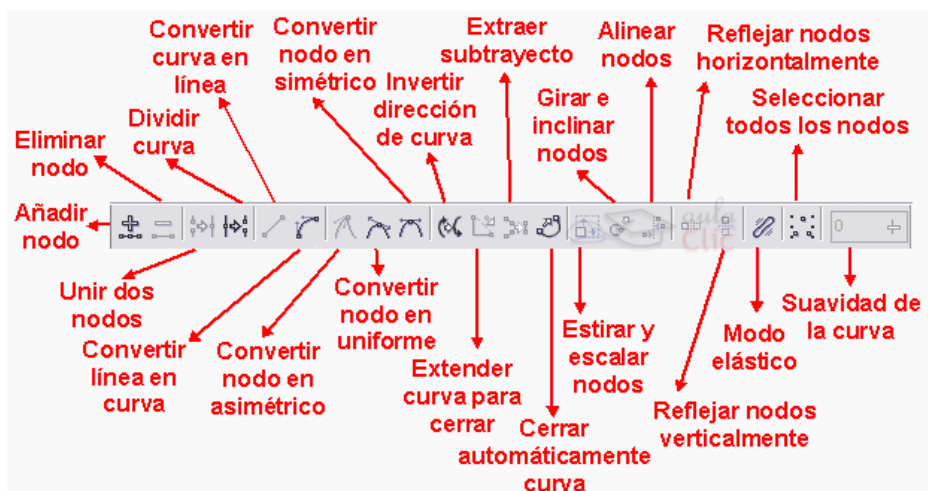 Convertir
curva en
línea
Convertir
nodo en
simétrico
Extraer
subtrayecto
Alinear
nodos
Reflejar nodos
horizontalmente
Invertir
dirección
de curva
Girar e
inclinar
nodos
Seleccionar
todos los nodos
Eliminar
nodo
Dividir
curva
Añadir
nodo
aula
Clic
0
Unir dos
nodos
Convertir
línea en
curva
Convertir
nodo en
asimétrico
Convertir
nodo en
uniforme
Extender
curva para
cerrar
Cerrar
automáticamente
curva
Estirar y
escalar
nodos
Reflejar nodos
verticalmente
Modo
elástico
Suavidad de
la curva